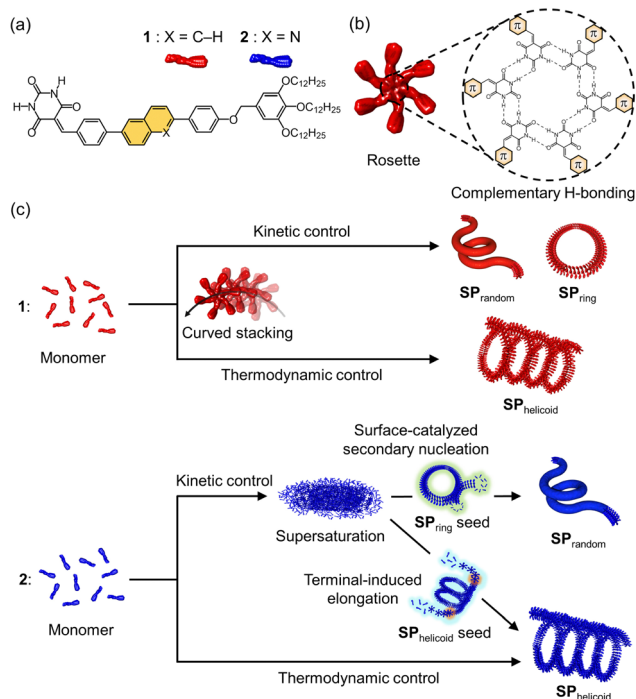 (a)
1: X = C–H
2: X = N
O
H
N
HN
O
O
X
O
OC12H25
OC12H25
OC12H25
(b)
Rosette
π
π
π
π
π
π
Complementary H-bonding
(c)
1:
Monomer
Kinetic control
Curved stacking
Thermodynamic control
SPrandom
SPring
SPhelicoid
2:
Monomer
Kinetic control
Supersaturation
Surface-catalyzed
secondary nucleation
SPring seed
SPrandom
Terminal-induced
elongation
SPhelicoid seed
Thermodynamic control
SPhelicoid